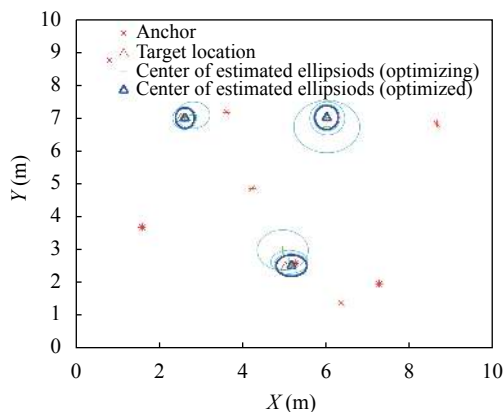 10
9
8
7
6
5
4
3
2
1
0
Y (m)
Anchor
Target location
Center of estimated ellipsiods (optimizing)
Center of estimated ellipsiods (optimized)
0
2
4
6
8
10
X (m)